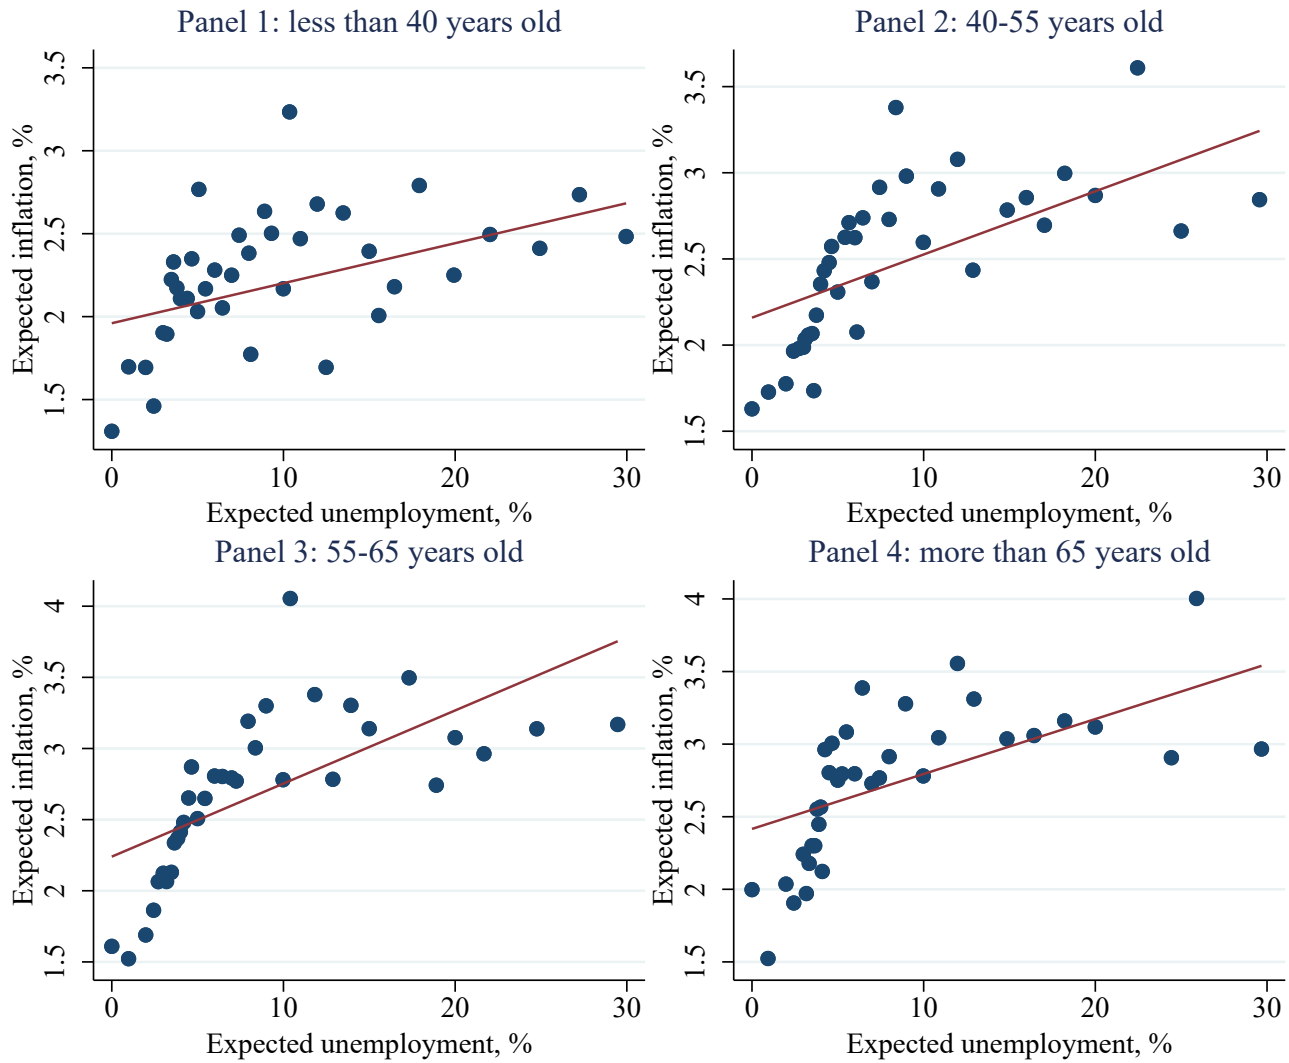 Panel 1: less than 40 years old
Expected inflation, %
3.5
3
2.5
2
1.5
0 10 20 30
Expected unemployment, %
Panel 2: 40-55 years old
Expected inflation, %
3.5
3
2.5
2
1.5
0 10 20 30
Expected unemployment, %
Panel 3: 55-65 years old
Expected inflation, %
4
3.5
3
2.5
2
1.5
0 10 20 30
Expected unemployment, %
Panel 4: more than 65 years old
Expected inflation, %
4
3.5
3
2.5
2
1.5
0 10 20 30
Expected unemployment, %